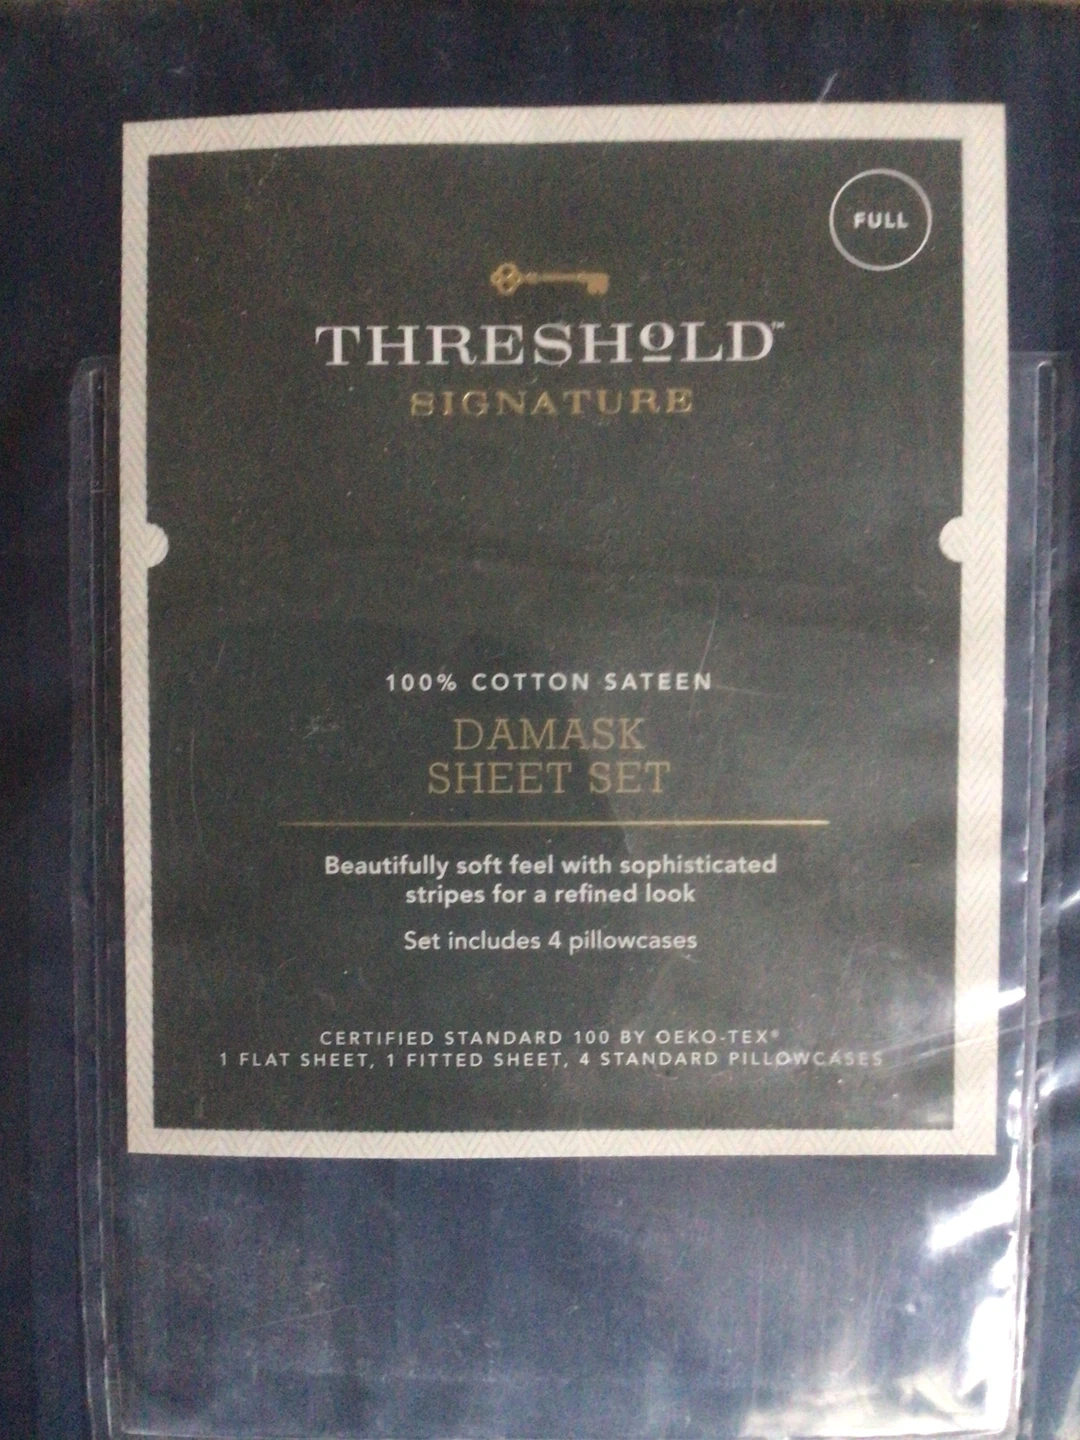 FULL
THRESHOLD™
SIGNATURE
100% COTTON SATEEN
DAMASK
SHEET SET
Beautifully soft feel with sophisticated
stripes for a refined look
Set includes 4 pillowcases
CERTIFIED STANDARD 100 BY OEKO-TEX®
1 FLAT SHEET, 1 FITTED SHEET, 4 STANDARD PILLOWCASES